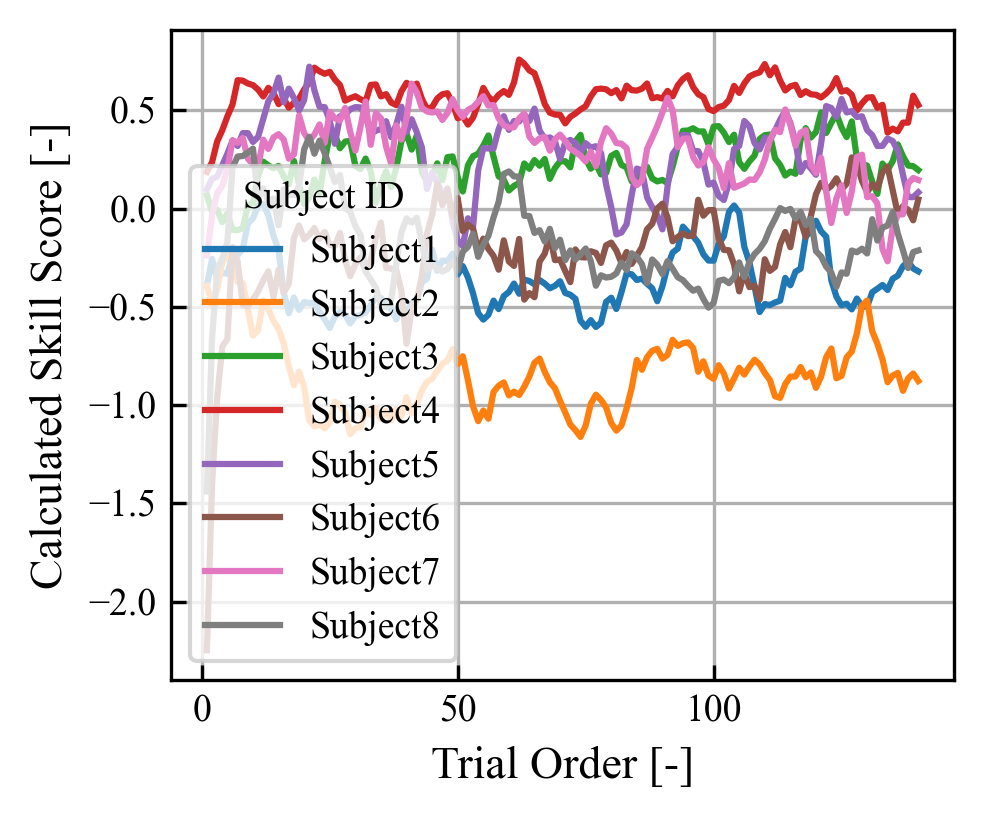 Calculated Skill Score [-]
0.5
0.0
−0.5
−1.0
−1.5
−2.0
Subject ID
Subject1
Subject2
Subject3
Subject4
Subject5
Subject6
Subject7
Subject8
0
50
100
Trial Order [-]